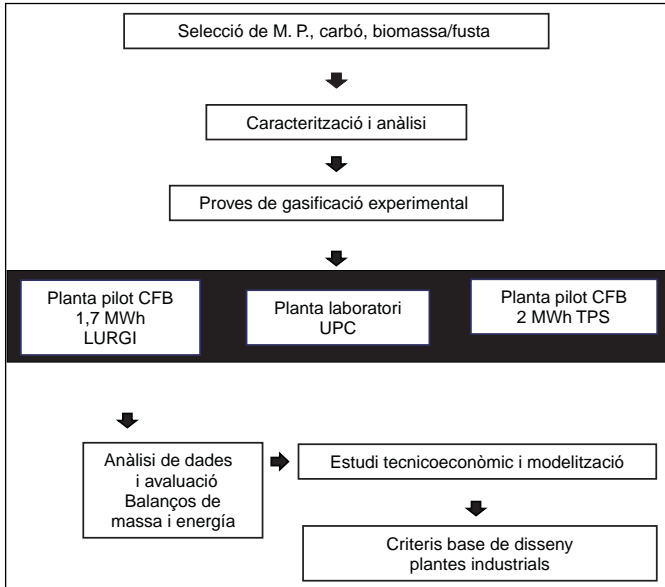 Selecció de M. P., carbó, biomassa/fusta
Caracterització i anàlisi
Proves de gasificació experimental
Planta pilot CFB
1,7 MWh
LURGI
Planta laboratori
UPC
Planta pilot CFB
2 MWh TPS
Anàlisi de dades
i avaluació
Balanços de
massa i energía
Estudi tecnicoeconòmic i modelització
Criteris base de disseny
plantes industrials